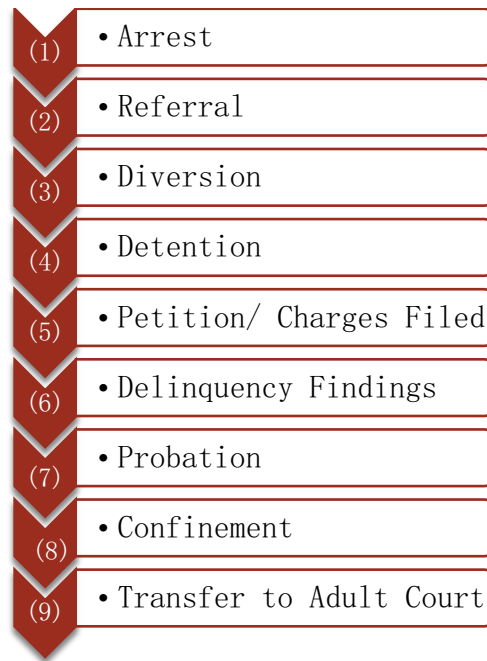 (1) • Arrest
(2) • Referral
(3) • Diversion
(4) • Detention
(5) • Petition/ Charges Filed
(6) • Delinquency Findings
(7) • Probation
(8) • Confinement
(9) • Transfer to Adult Court